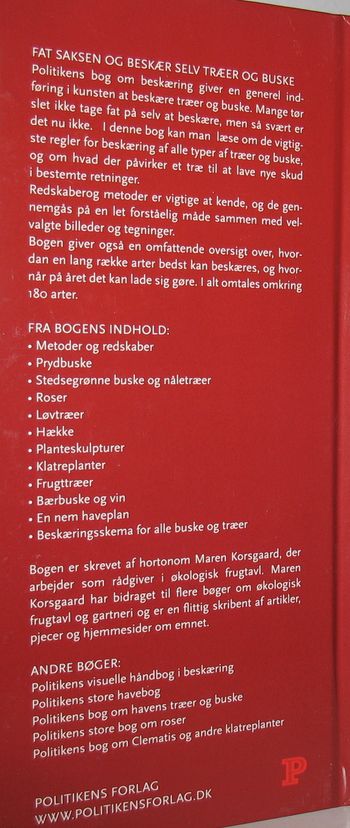 FAT SAKSEN OG BESKÆR SELV TRÆER OG BUSKE
Politikens bog om beskæring giver en generel ind-
føring i kunsten at beskære træer og buske. Mange tør
slet ikke tage fat på selv at beskære, men så svært er
det nu ikke. I denne bog kan man læse om de vigtig-
ste regler for beskæring af alle typer af træer og buske,
og om hvad der påvirker et træ til at lave nye skud
i bestemte retninger.
Redskaberog metoder er vigtige at kende, og de gen-
nemgås på en let forståelig måde sammen med vel-
valgte billeder og tegninger.
Bogen giver også en omfattende oversigt over, hvor-
dan en lang række arter bedst kan beskæres, og hvor-
når på året det kan lade sig gøre. I alt omtales omkring
180 arter.
FRA BOGENS INDHOLD:
• Metoder og redskaber
• Prydbuske
• Stedsegrønne buske og nåletræer
• Roser
• Løvtræer
• Hække
• Planteskulpturer
• Klatreplanter
• Frugttræer
• Bærbuske og vin
• En nem haveplan
• Beskæringsskema for alle buske og træer
Bogen er skrevet af hortonom Maren Korsgaard, der
arbejder som rådgiver i økologisk frugtavl. Maren
Korsgaard har bidraget til flere bøger om økologisk
frugtavl og gartneri og er en flittig skribent af artikler,
pjecer og hjemmesider om emnet.
ANDRE BØGER:
Politikens visuelle håndbog i beskæring
Politikens store havebog
Politikens bog om havens træer og buske
Politikens store bog om roser
Politikens bog om Clematis og andre klatreplanter
P
POLITIKENS FORLAG
WWW.POLITIKENSFORLAG.DK